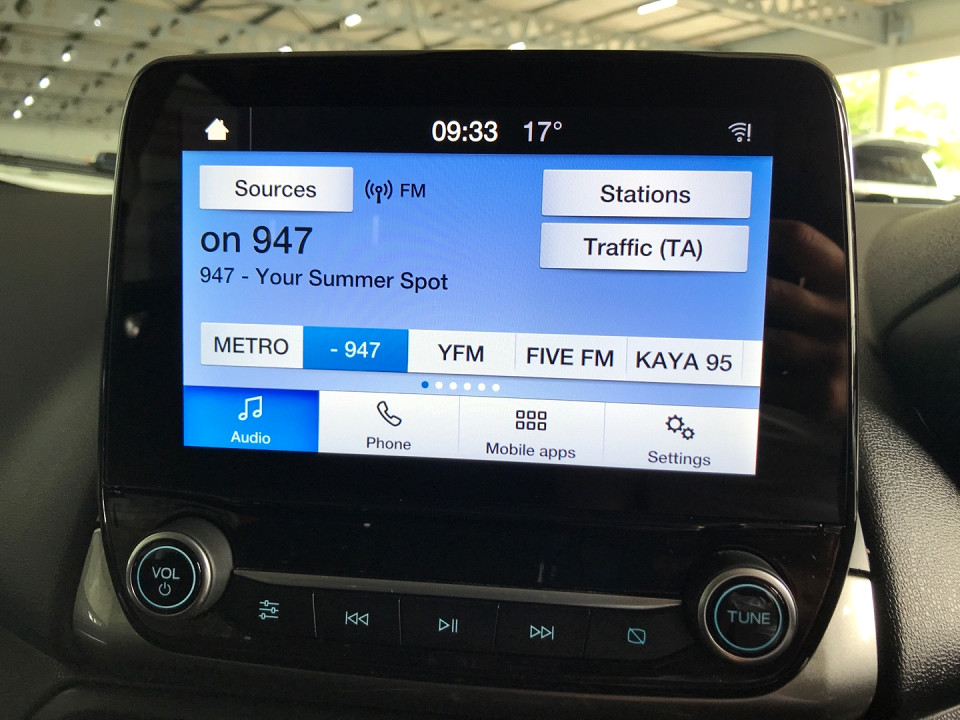 09:33 17°
Sources FM Stations
on 947 Traffic (TA)
947 - Your Summer Spot
METRO - 947 YFM FIVE FM KAYA 95
Audio Phone Mobile apps Settings
VOL
TUNE